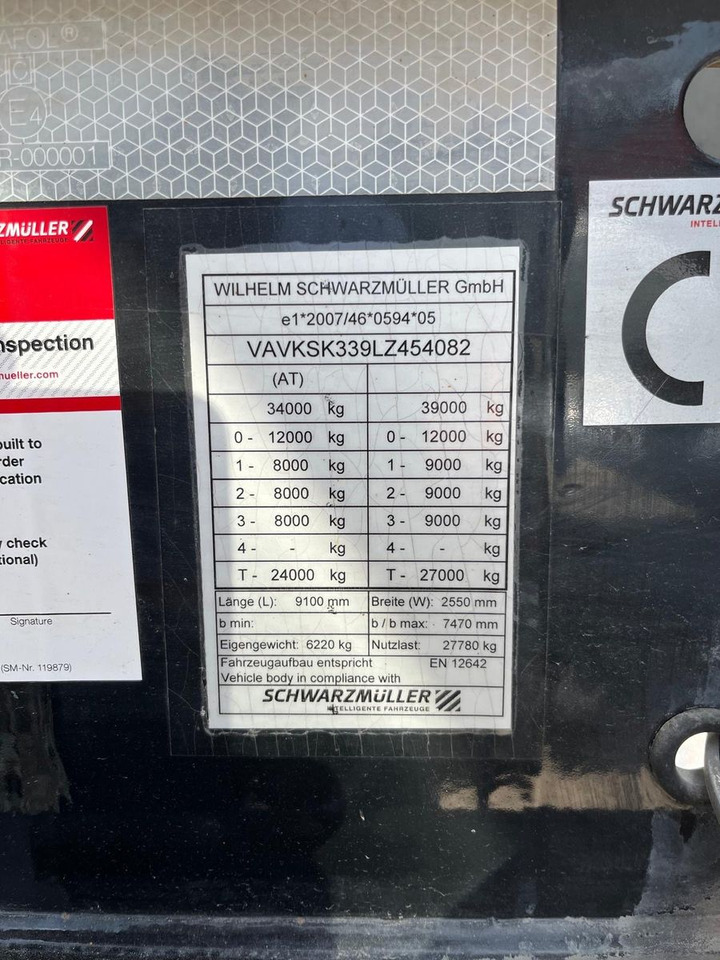 AFOL®
C
E4
R-000001
ZMÜLLER
INTELLIGENTE FAHRZEUGE
nspection
mueller.com
built to
rder
cation
y check
tional)
Signature
(SM-Nr. 119879)
WILHELM SCHWARZMÜLLER GmbH
e1*2007/46*0594*05
VAVKSK339LZ454082
(AT)
34000 kg 39000 kg
0- 12000 kg 0- 12000 kg
1- 8000 kg 1- 9000 kg
2- 8000 kg 2- 9000 kg
3- 8000 kg 3- 9000 kg
4- - kg 4- - kg
T- 24000 kg T- 27000 kg
Länge (L): 9100 mm Breite (W): 2550 mm
b min: b / b max: 7470 mm
Eigengewicht: 6220 kg Nutzlast: 27780 kg
Fahrzeugaufbau entspricht EN 12642
Vehicle body in compliance with
SCHWARZMÜLLER
INTELLIGENTE FAHRZEUGE
SCHWARZ
INTELL
C